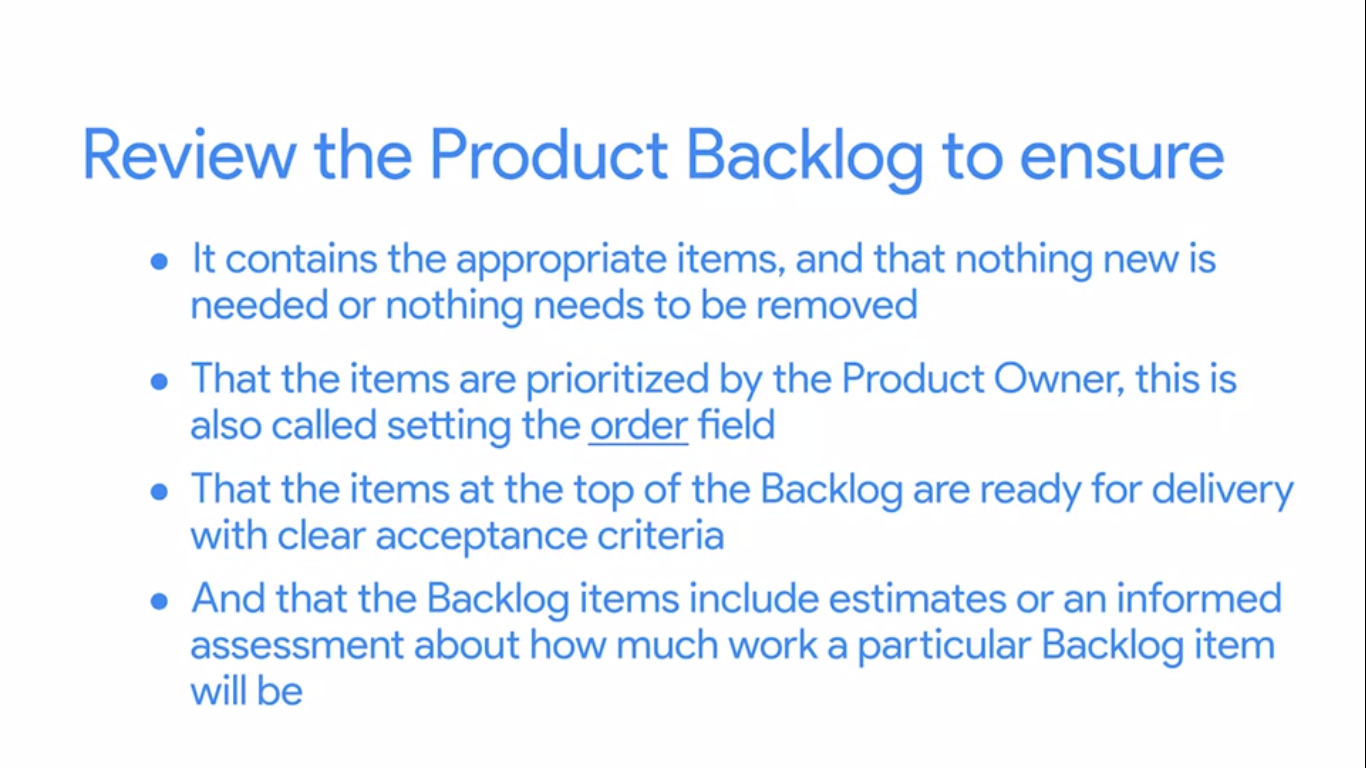 Review the Product Backlog to ensure
● It contains the appropriate items, and that nothing new is
needed or nothing needs to be removed
● That the items are prioritized by the Product Owner, this is
also called setting the order field
● That the items at the top of the Backlog are ready for delivery
with clear acceptance criteria
● And that the Backlog items include estimates or an informed
assessment about how much work a particular Backlog item
will be